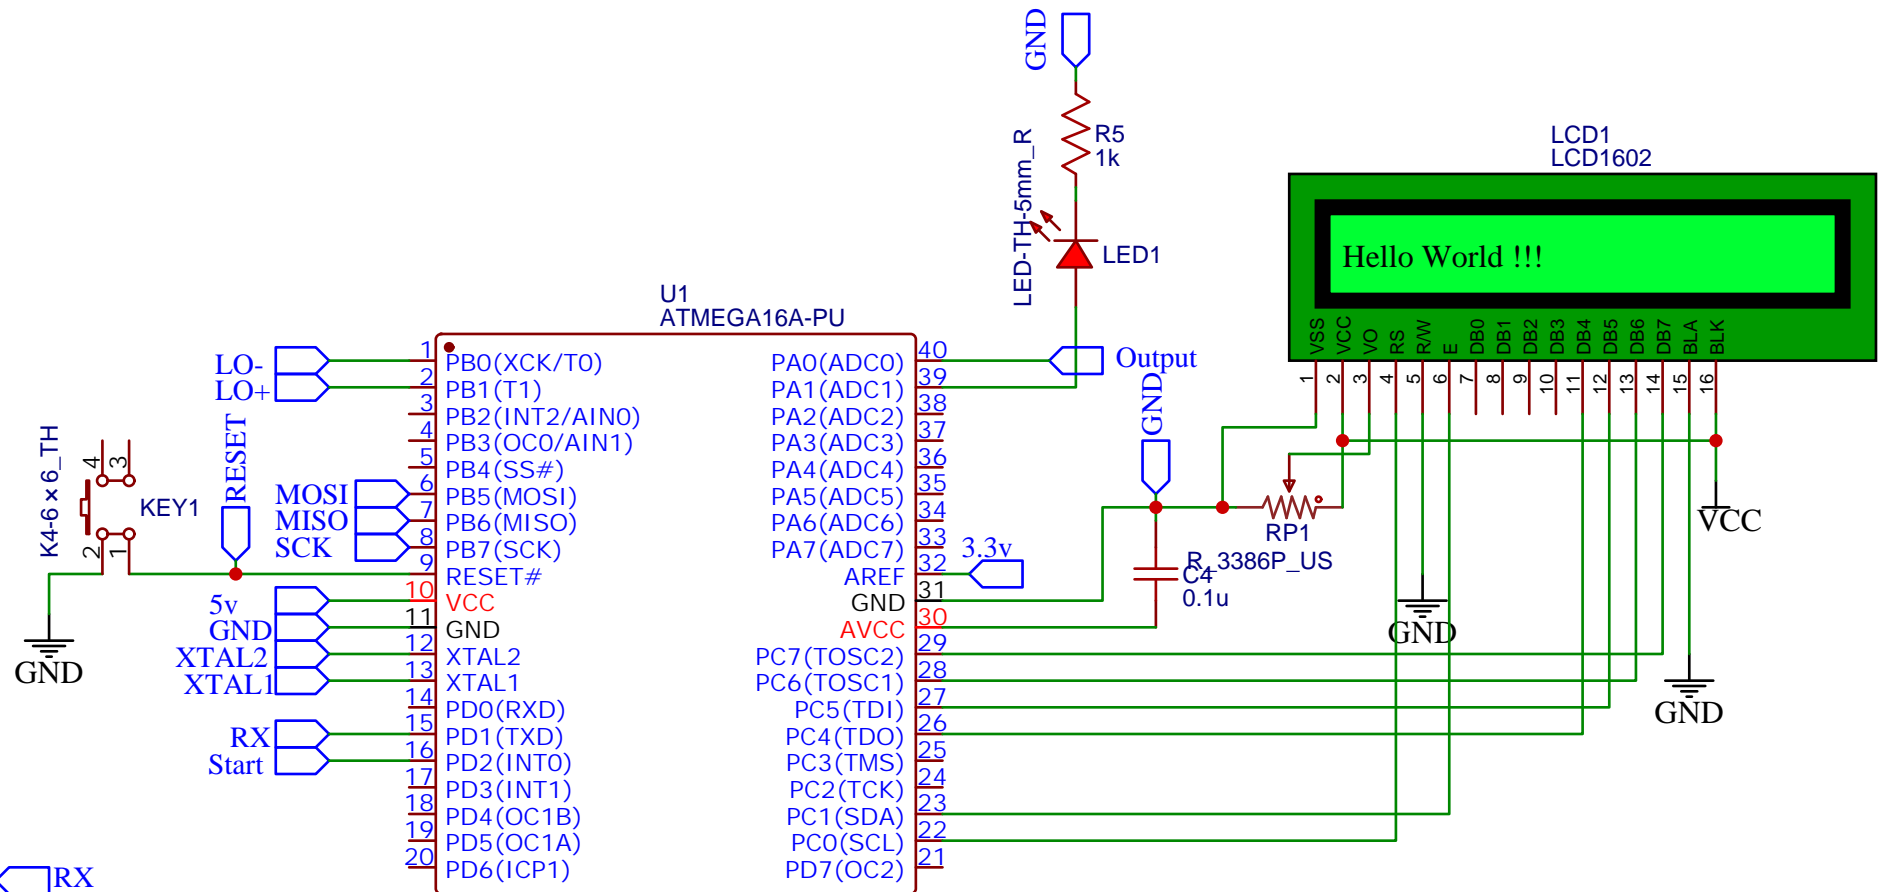 GND
R5
1k
LED-TH-5mm_R
LED1
LCD1
LCD1602
Hello World !!!
VSS
VCC
VO
RS
R/W
E
DB0
DB1
DB2
DB3
DB4
DB5
DB6
DB7
BLA
BLK
1
2
3
4
5
6
7
8
9
10
11
12
13
14
15
16
U1
ATMEGA16A-PU
LO- 1 PB0(XCK/T0)
LO+ 2 PB1(T1)
3 PB2(INT2/AIN0)
4 PB3(OC0/AIN1)
5 PB4(SS#)
MOSI 6 PB5(MOSI)
MISO 7 PB6(MISO)
SCK 8 PB7(SCK)
9 RESET#
5v 10 VCC
GND 11 GND
XTAL2 12 XTAL2
XTAL1 13 XTAL1
14 PD0(RXD)
RX 15 PD1(TXD)
Start 16 PD2(INT0)
17 PD3(INT1)
18 PD4(OC1B)
19 PD5(OC1A)
20 PD6(ICP1)
PA0(ADC0) 40 Output
PA1(ADC1) 39
PA2(ADC2) 38
PA3(ADC3) 37
PA4(ADC4) 36
PA5(ADC5) 35
PA6(ADC6) 34
PA7(ADC7) 33
AREF 32 3.3v
GND 31
AVCC 30
PC7(TOSC2) 29
PC6(TOSC1) 28
PC5(TDI) 27
PC4(TDO) 26
PC3(TMS) 25
PC2(TCK) 24
PC1(SDA) 23
PC0(SCL) 22
PD7(OC2) 21
K4-6×6_TH
4
3
2
1
KEY1
RESET
GND
GND
RP1
R_3386P_US
C4
0.1u
VCC
GND
GND
RX